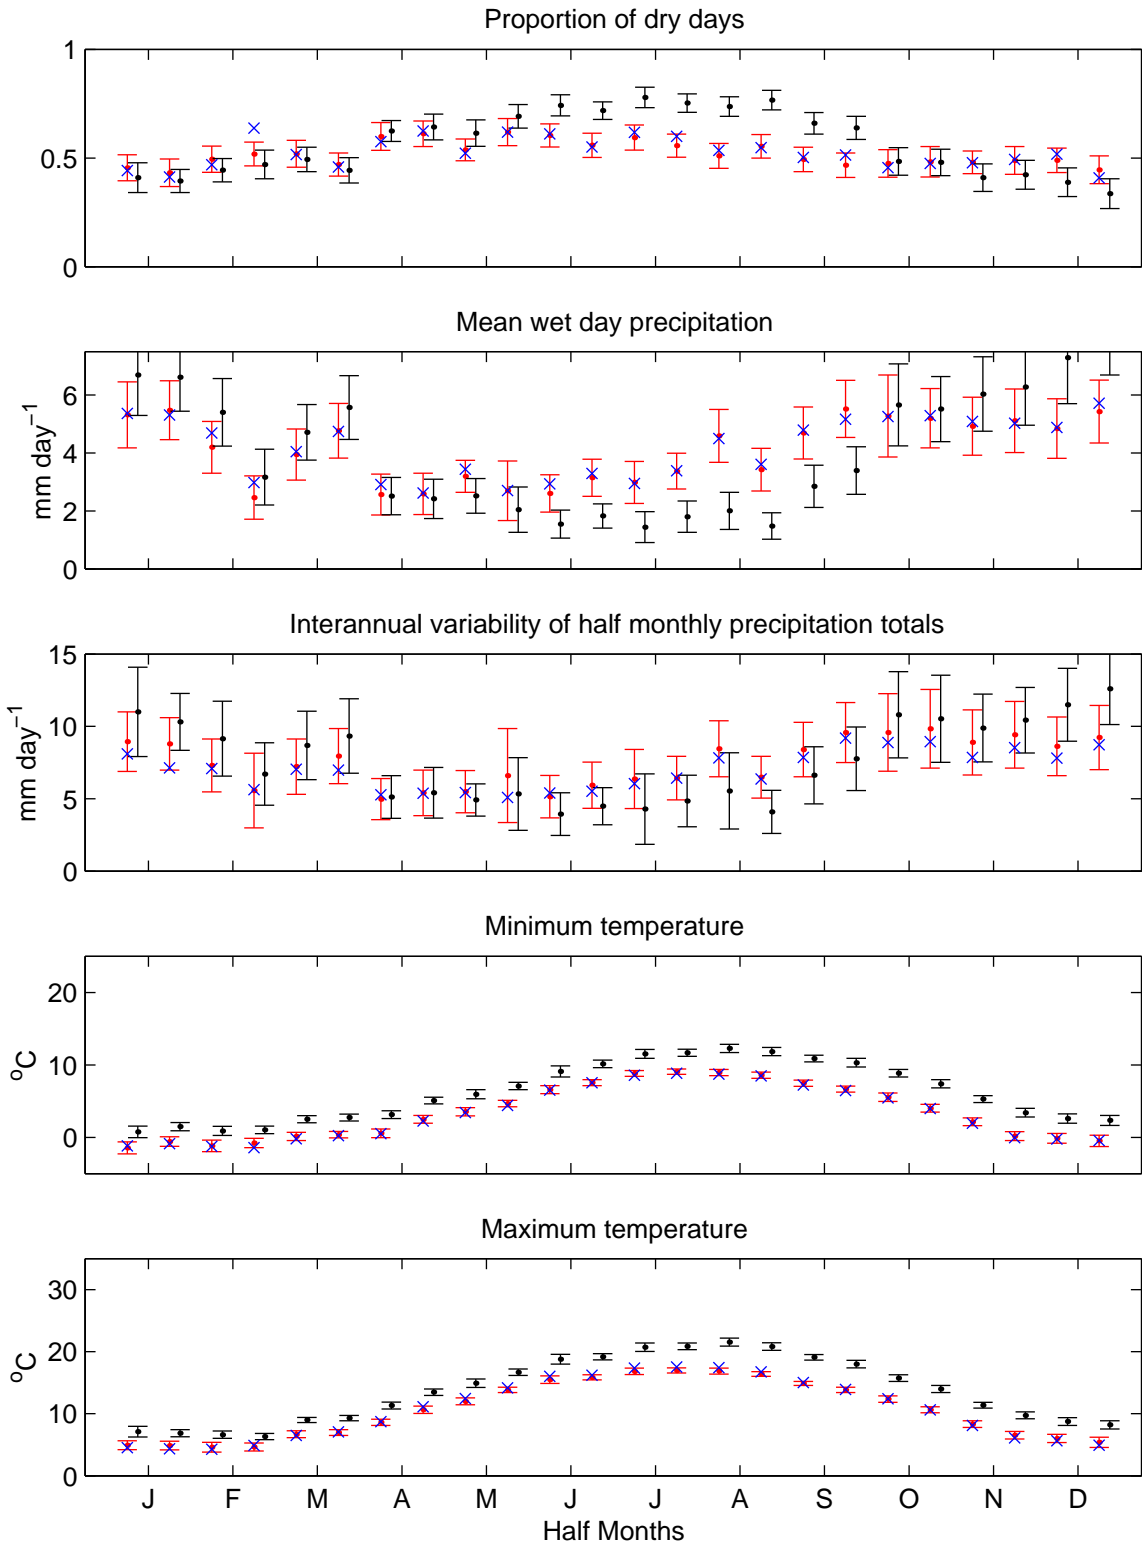 Proportion of dry days
1
0.5
0
Mean wet day precipitation
6
4
2
0
mm day⁻¹
Interannual variability of half monthly precipitation totals
15
10
5
0
mm day⁻¹
Minimum temperature
20
10
0
ºC
Maximum temperature
30
20
10
0
ºC
J F M A M J J A S O N D
Half Months